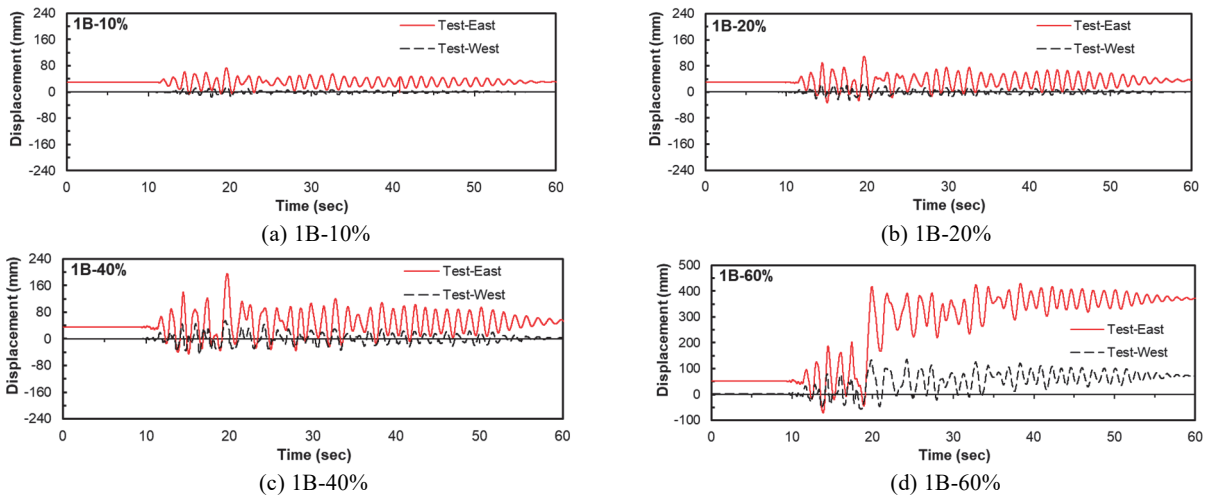 1B-10%
Test-East
Test-West
Displacement (mm)
240
160
80
0
-80
-160
-240
0 10 20 30 40 50 60
Time (sec)
(a) 1B-10%
1B-20%
Test-East
Test-West
Displacement (mm)
240
160
80
0
-80
-160
-240
0 10 20 30 40 50 60
Time (sec)
(b) 1B-20%
1B-40%
Test-East
Test-West
Displacement (mm)
240
160
80
0
-80
-160
-240
0 10 20 30 40 50 60
Time (sec)
(c) 1B-40%
1B-60%
Test-East
Test-West
Displacement (mm)
500
400
300
200
100
0
-100
0 10 20 30 40 50 60
Time (sec)
(d) 1B-60%